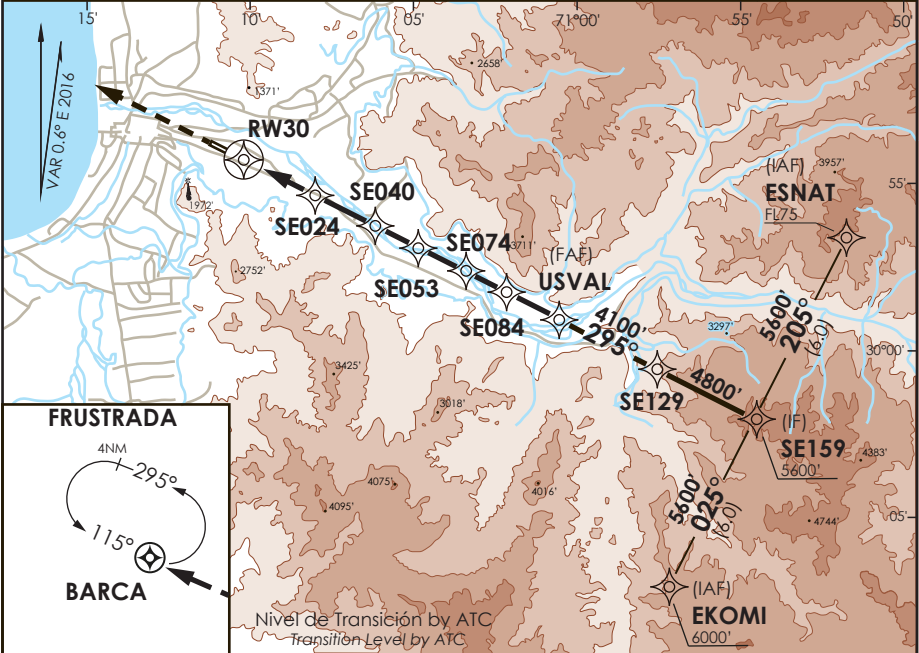 15'
10'
05'
71°00'
54'
50'
VAR 0.6° E 2016
1371'
2658'
RW30
3957'
(IAF)
ESNAT
FL75
55'
1972'
SE040
SE024
SE074
3711'
(FAF)
USVAL
2752'
SE053
SE084
4100'
295°
5600'
205°
(6.0)
3297'
30°00'
3425'
SE129
4800'
3018'
(IF)
SE159
5600'
4383'
FRUSTRADA
4NM
295°
115°
BARCA
4075'
4095'
4016'
5600'
025°
(6.0)
4744'
05'
(IAF)
EKOMI
6000'
Nivel de Transición by ATC
Transition Level by ATC